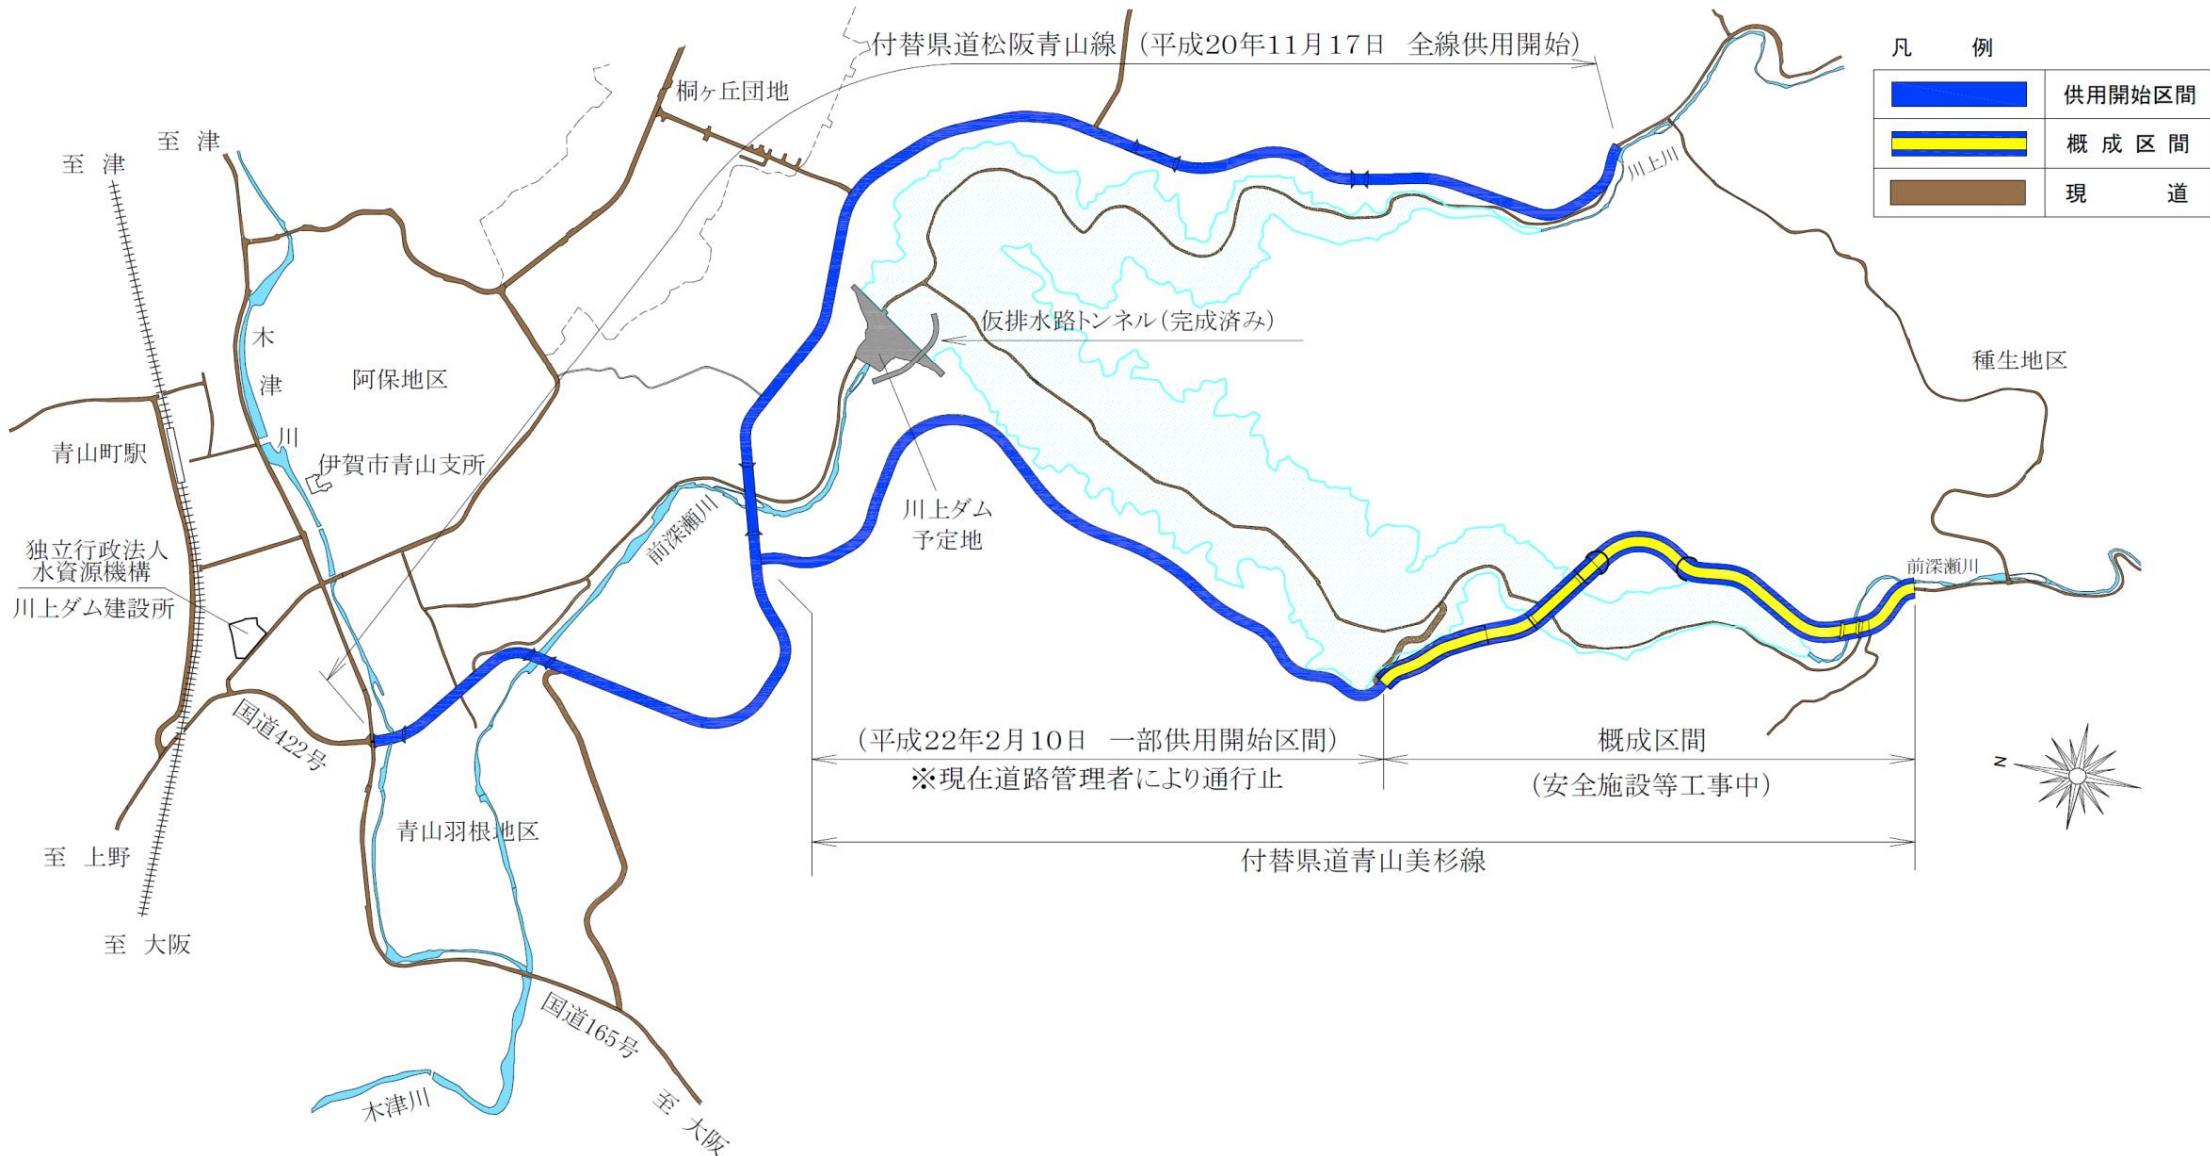 付替県道松阪青山線 (平成20年11月17日 全線供用開始)
凡 例
供用開始区間
概成区間
現 道
桐ヶ丘団地
至 津
至 津
川上川
木津川
阿保地区
仮排水路トンネル(完成済み)
種生地区
青山町駅
伊賀市青山支所
川上ダム
予定地
前深瀬川
前深瀬川
独立行政法人
水資源機構
川上ダム建設所
国道422号
(平成22年2月10日 一部供用開始区間)
※現在道路管理者により通行止
概成区間
(安全施設等工事中)
N
青山羽根地区
至 上野
付替県道青山美杉線
至 大阪
国道165号
木津川
至 大阪